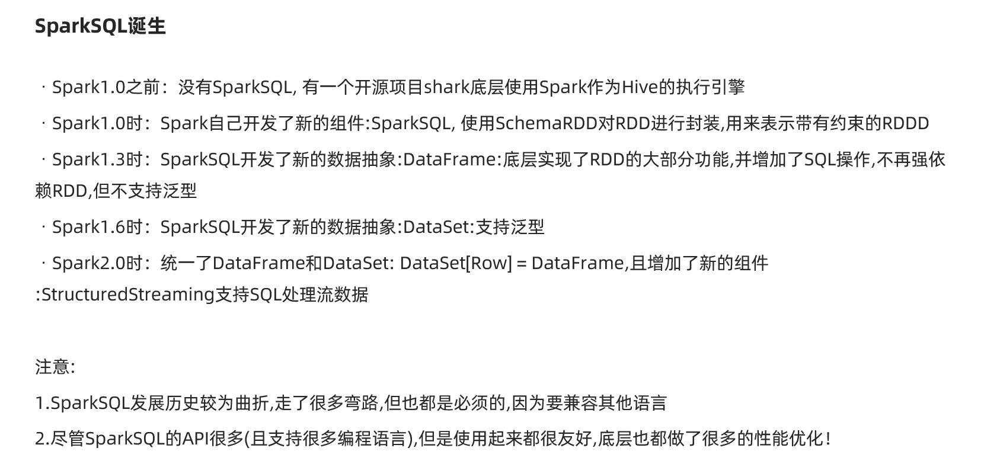 SparkSQL诞生
· Spark1.0之前：没有SparkSQL, 有一个开源项目shark底层使用Spark作为Hive的执行引擎
· Spark1.0时：Spark自己开发了新的组件:SparkSQL, 使用SchemaRDD对RDD进行封装,用来表示带有约束的RDDD
· Spark1.3时：SparkSQL开发了新的数据抽象:DataFrame:底层实现了RDD的大部分功能,并增加了SQL操作,不再强依
赖RDD,但不支持泛型
· Spark1.6时：SparkSQL开发了新的数据抽象:DataSet:支持泛型
· Spark2.0时：统一了DataFrame和DataSet: DataSet[Row] = DataFrame,且增加了新的组件
:StructuredStreaming支持SQL处理流数据
注意:
1.SparkSQL发展历史较为曲折,走了很多弯路,但也都是必须的,因为要兼容其他语言
2.尽管SparkSQL的API很多(且支持很多编程语言),但是使用起来都很友好,底层也都做了很多的性能优化！